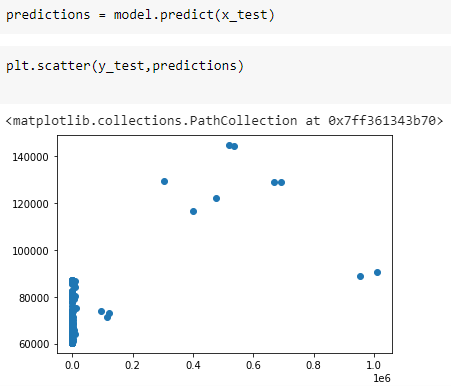 predictions = model.predict(x_test)
plt.scatter(y_test,predictions)
<matplotlib.collections.PathCollection at 0x7ff361343b70>
140000
120000
100000
80000
60000
0.0 0.2 0.4 0.6 0.8 1.0
1e6